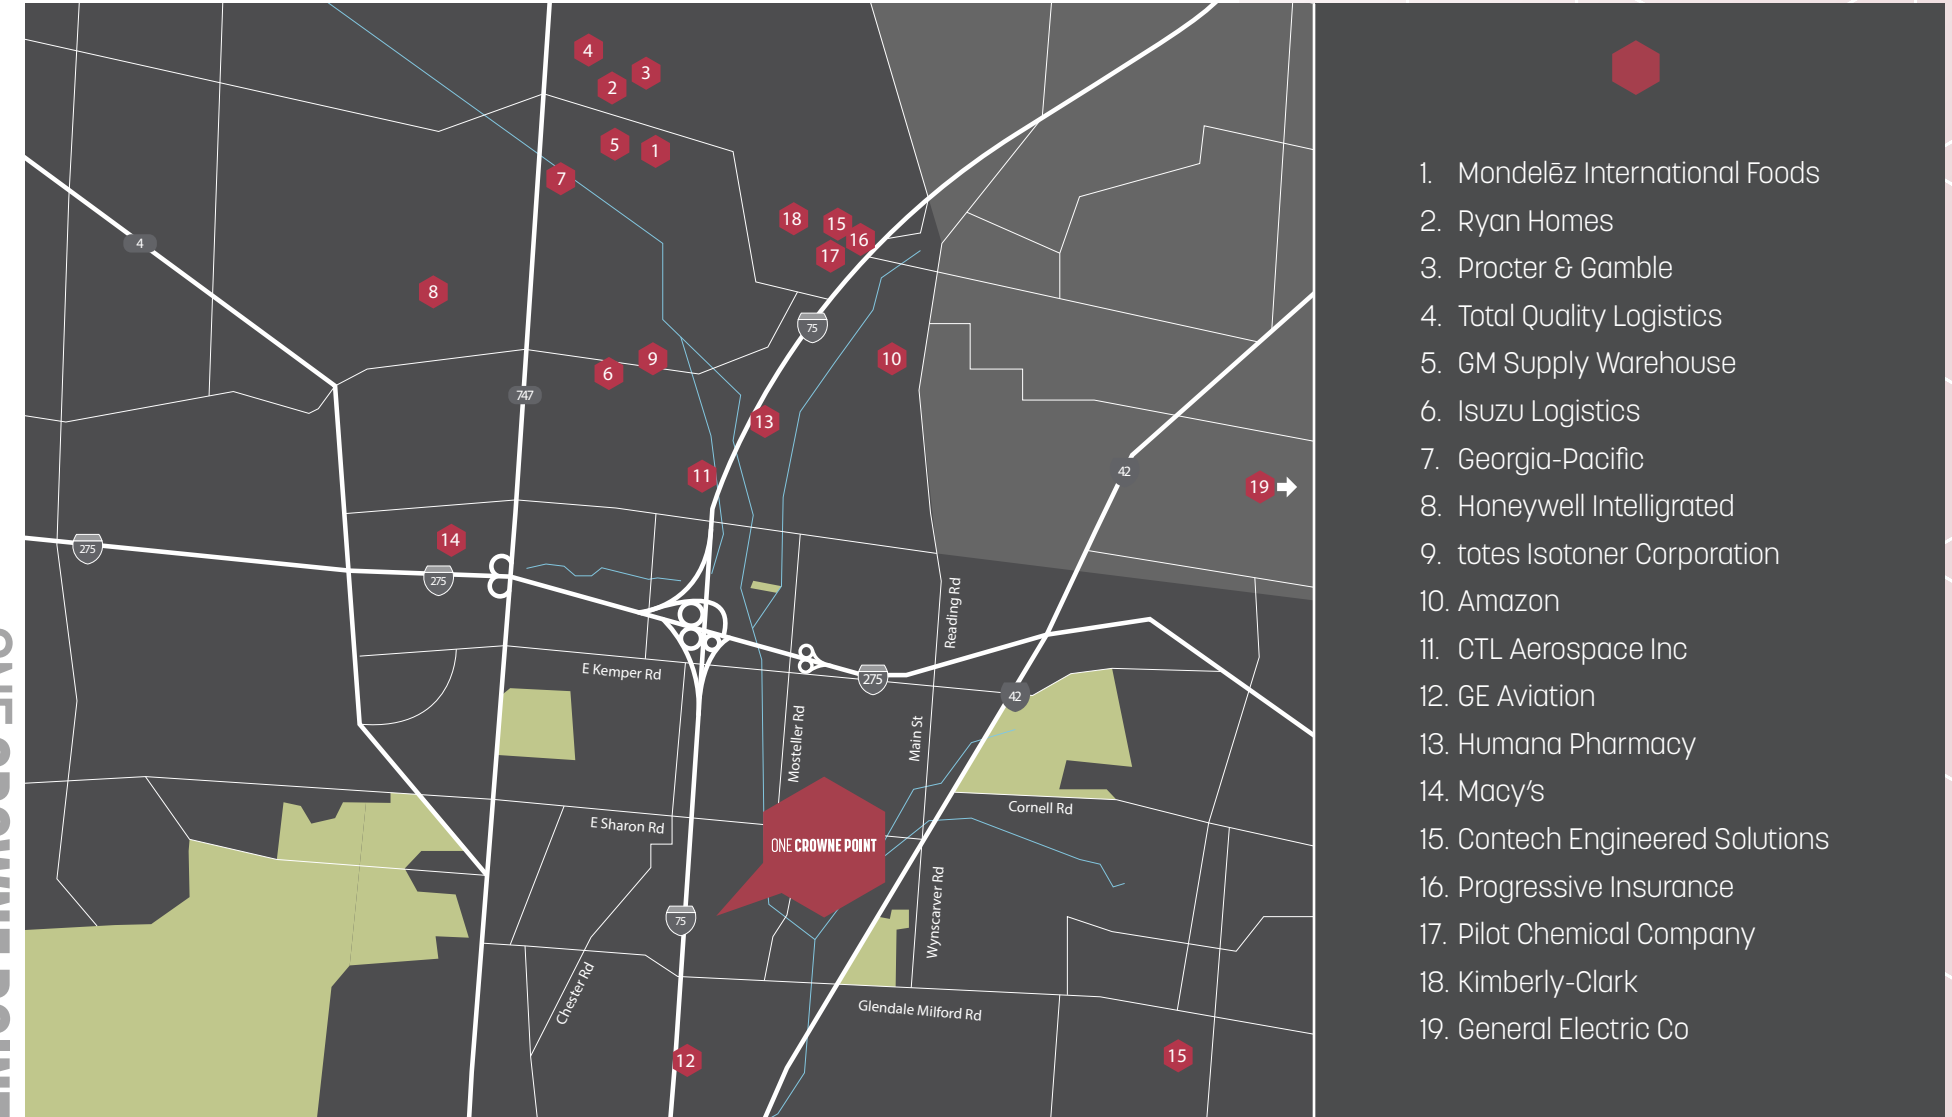 4
3
2
5
1
7
18
15
16
17
4
8
75
9
10
6
747
13
42
11
19
14
275
275
Reading Rd
E Kemper Rd
275
42
Main St
Mosteller Rd
Cornell Rd
E Sharon Rd
ONE CROWNE POINT
Wynscarver Rd
75
Chester Rd
Glendale Milford Rd
12
15
1. Mondelēz International Foods
2. Ryan Homes
3. Procter & Gamble
4. Total Quality Logistics
5. GM Supply Warehouse
6. Isuzu Logistics
7. Georgia-Pacific
8. Honeywell Intelligrated
9. totes Isotoner Corporation
10. Amazon
11. CTL Aerospace Inc
12. GE Aviation
13. Humana Pharmacy
14. Macy's
15. Contech Engineered Solutions
16. Progressive Insurance
17. Pilot Chemical Company
18. Kimberly-Clark
19. General Electric Co